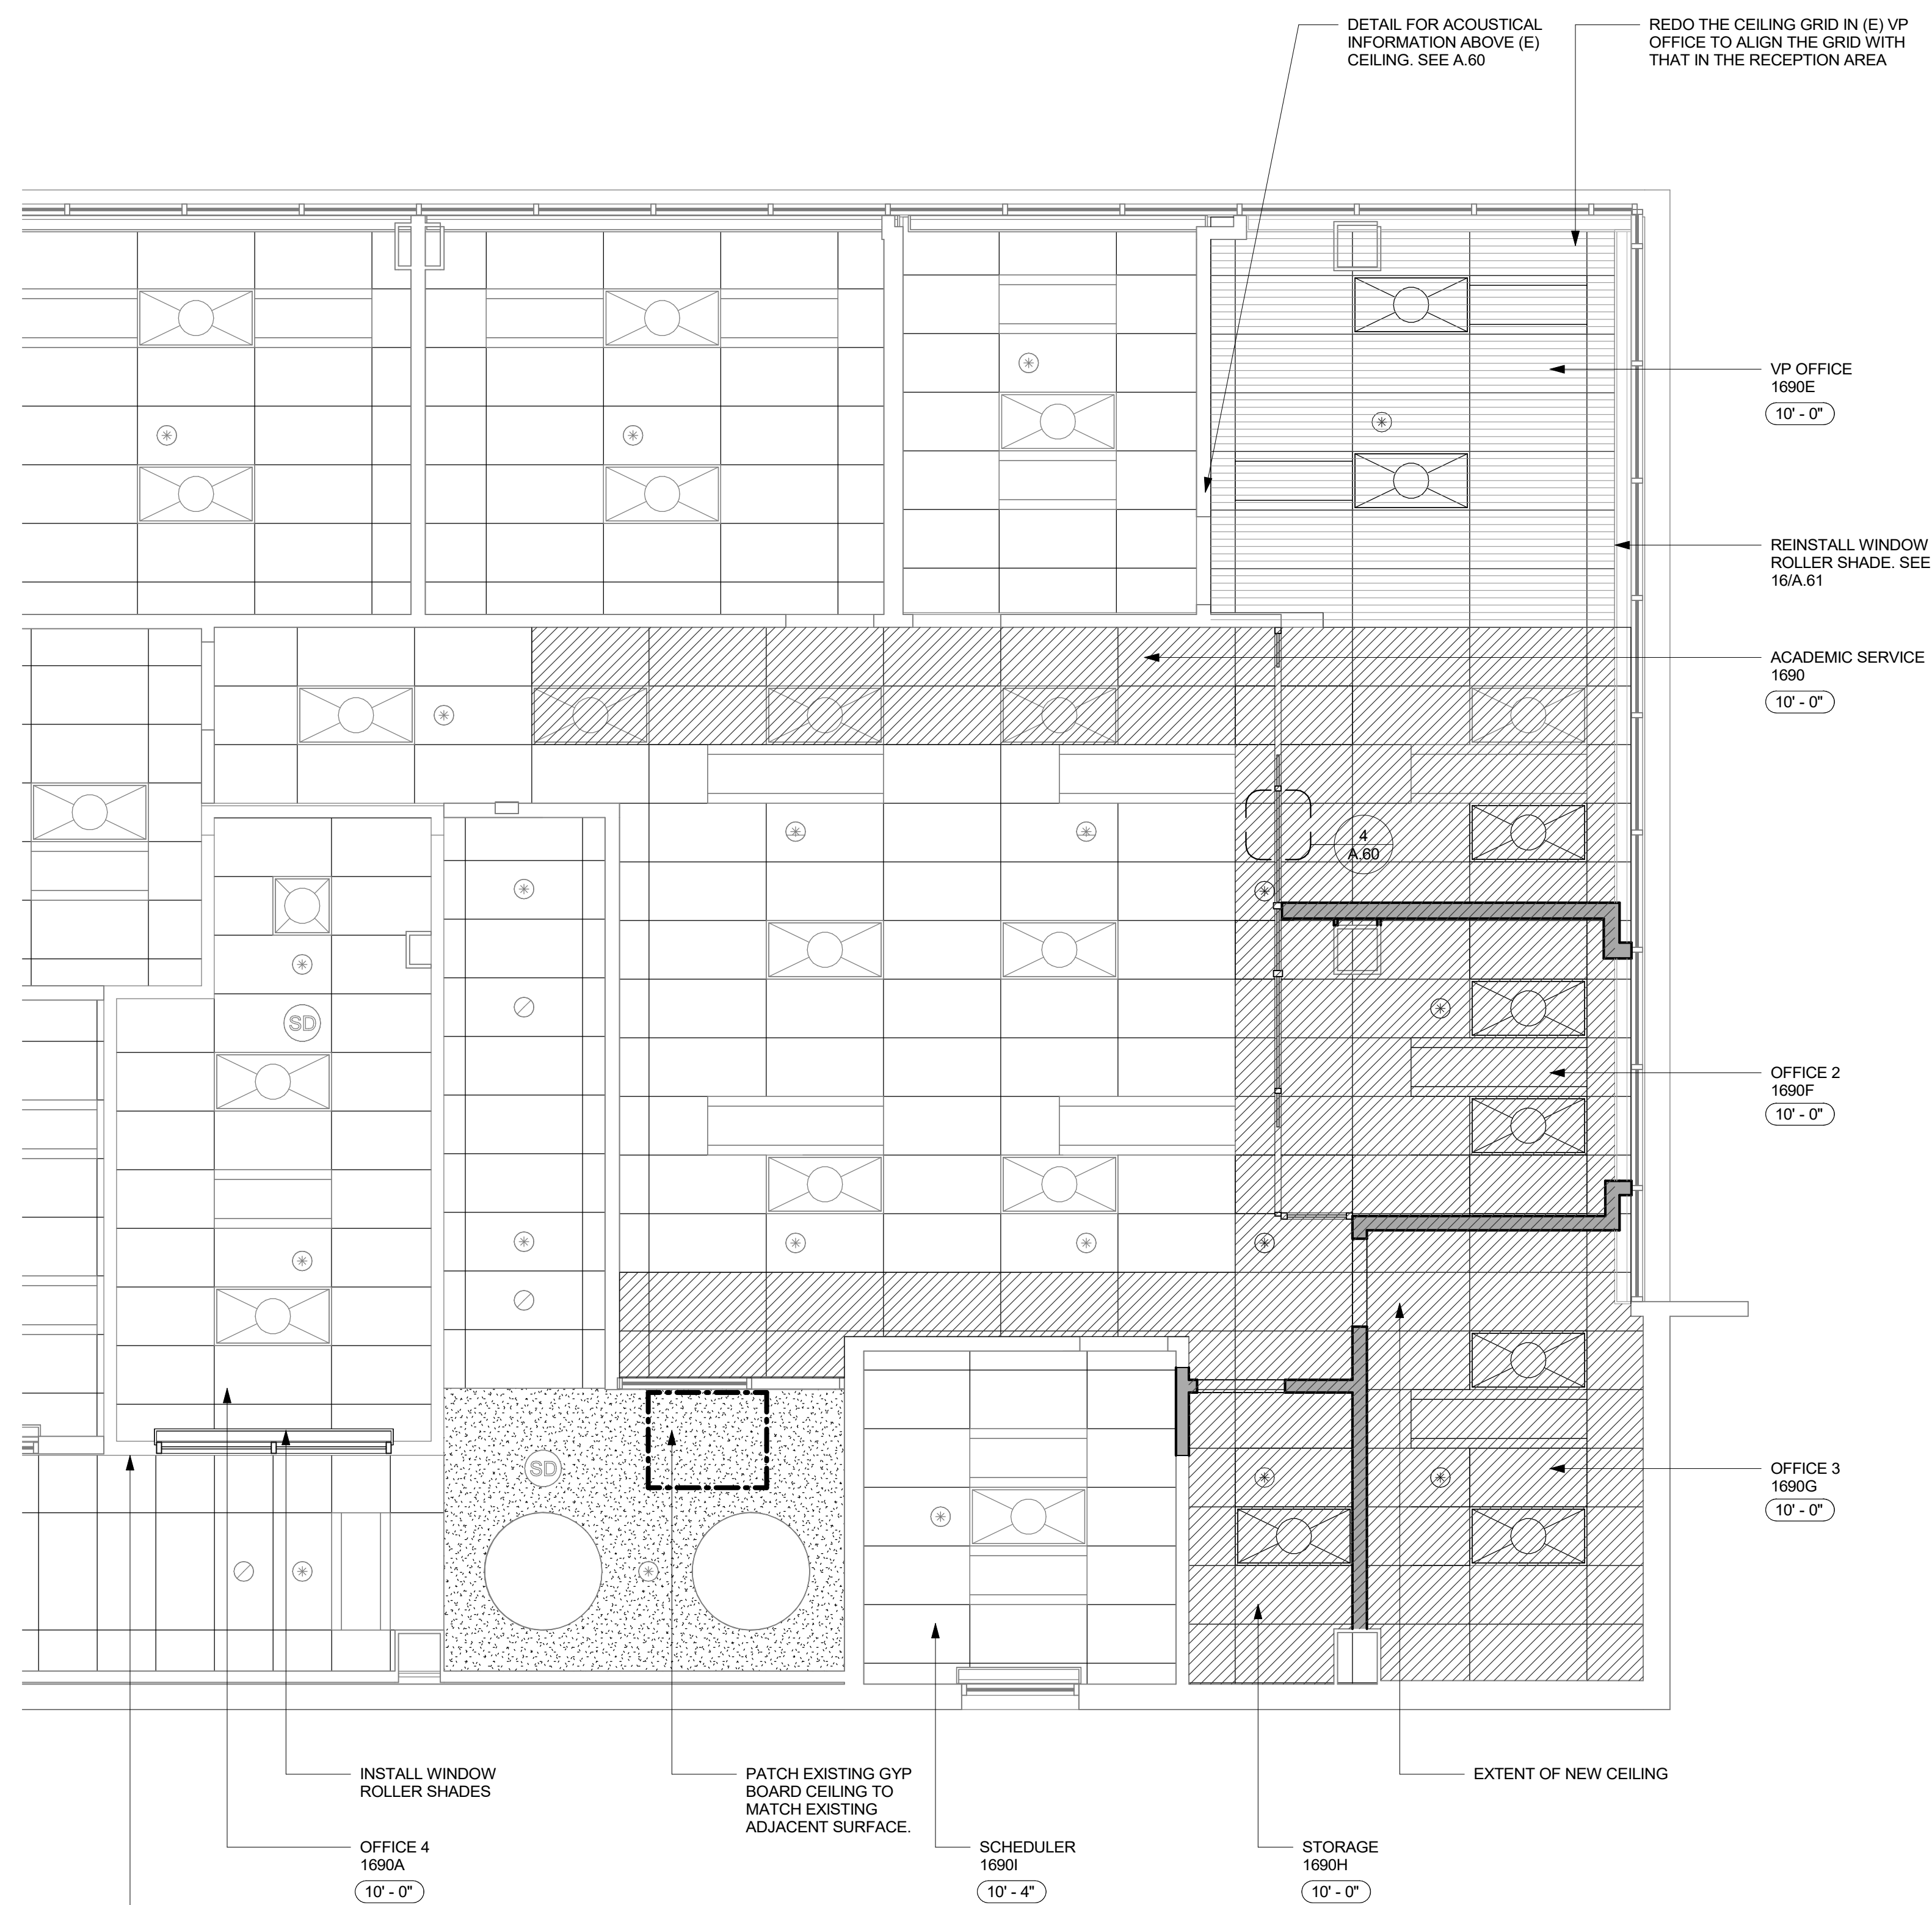 DETAIL FOR ACOUSTICAL
INFORMATION ABOVE (E)
CEILING. SEE A.60
REDO THE CEILING GRID IN (E) VP
OFFICE TO ALIGN THE GRID WITH
THAT IN THE RECEPTION AREA
VP OFFICE
1690E
10' - 0"
REINSTALL WINDOW
ROLLER SHADE. SEE
16/A.61
ACADEMIC SERVICE
1690
10' - 0"
4
A.60
SD
OFFICE 2
1690F
10' - 0"
SD
OFFICE 3
1690G
10' - 0"
INSTALL WINDOW
ROLLER SHADES
PATCH EXISTING GYP
BOARD CEILING TO
MATCH EXISTING
ADJACENT SURFACE.
EXTENT OF NEW CEILING
OFFICE 4
1690A
10' - 0"
SCHEDULER
1690I
10' - 4"
STORAGE
1690H
10' - 0"